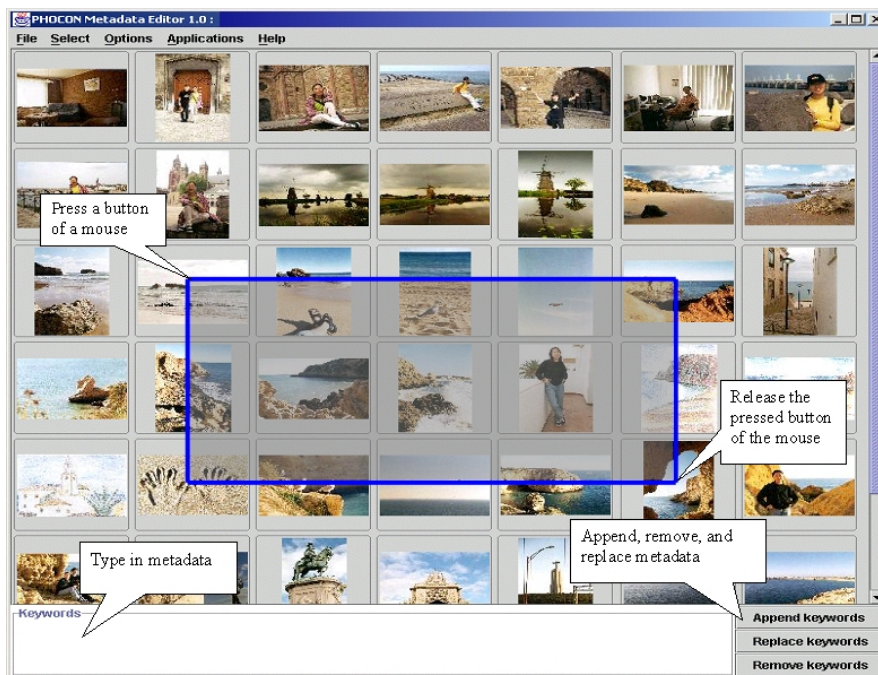 PHOCON Metadata Editor 1.0 :
File Select Options Applications Help
Press a button
of a mouse
Release the
pressed button
of the mouse
Type in metadata
Append, remove, and
replace metadata
Keywords
Append keywords
Replace keywords
Remove keywords